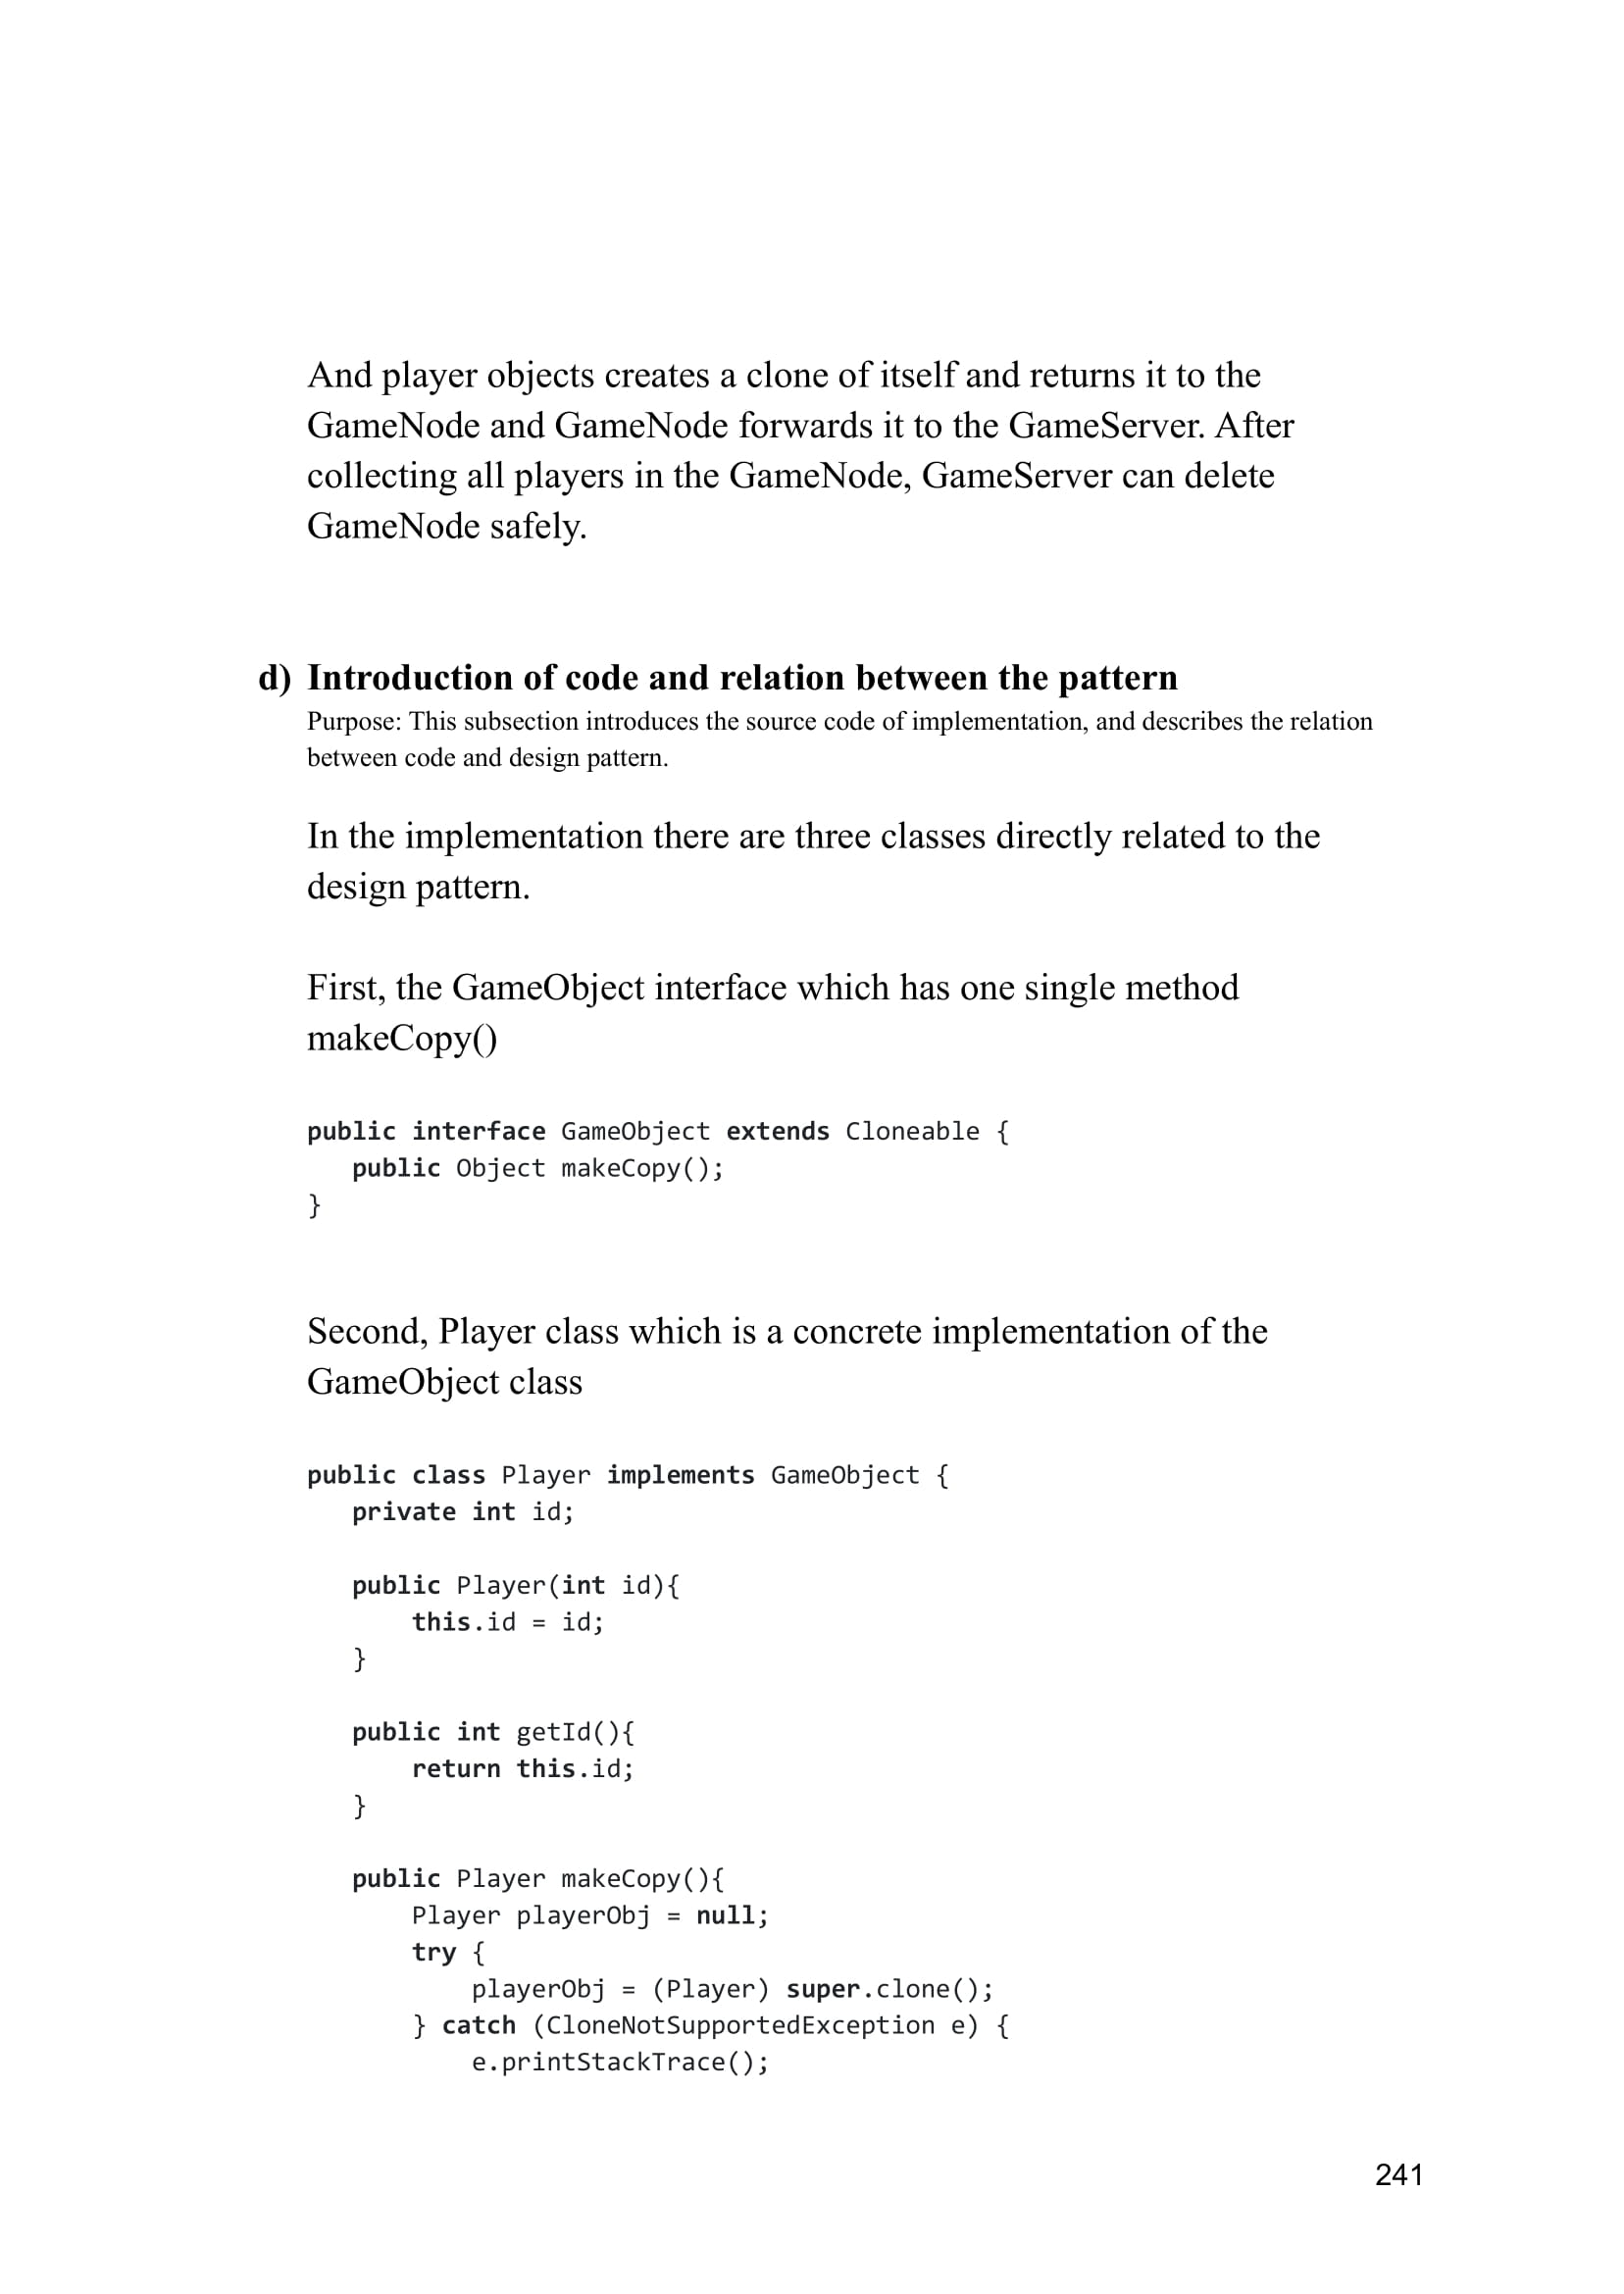 And player objects creates a clone of itself and returns it to the
GameNode and GameNode forwards it to the GameServer. After
collecting all players in the GameNode, GameServer can delete
GameNode safely.
d) Introduction of code and relation between the pattern
Purpose: This subsection introduces the source code of implementation, and describes the relation
between code and design pattern.
In the implementation there are three classes directly related to the
design pattern.
First, the GameObject interface which has one single method
makeCopy()
public interface GameObject extends Cloneable {
   public Object makeCopy();
}
Second, Player class which is a concrete implementation of the
GameObject class
public class Player implements GameObject {
   private int id;
   public Player(int id){
       this.id = id;
   }
   public int getId(){
       return this.id;
   }
   public Player makeCopy(){
       Player playerObj = null;
       try {
           playerObj = (Player) super.clone();
       } catch (CloneNotSupportedException e) {
           e.printStackTrace();
241